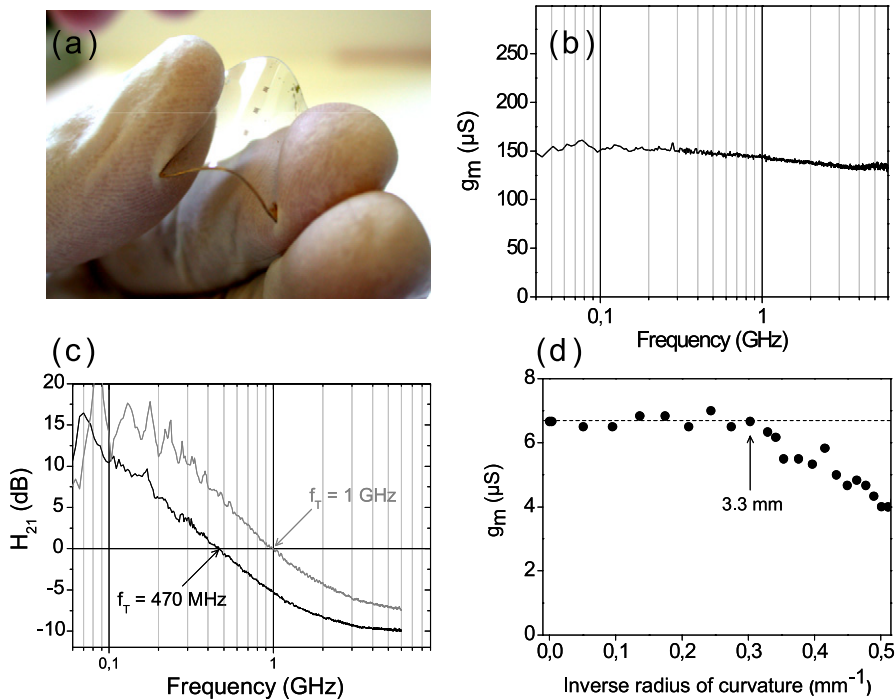 (a)
(b)
300
250
200
150
100
50
0
gm (µS)
0,1
1
Frequency (GHz)
(c)
20
15
10
5
0
-5
-10
H21 (dB)
fT = 1 GHz
fT = 470 MHz
0,1
1
Frequency (GHz)
(d)
8
6
4
2
0
gm (µS)
3.3 mm
0,0
0,1
0,2
0,3
0,4
0,5
Inverse radius of curvature (mm-1)